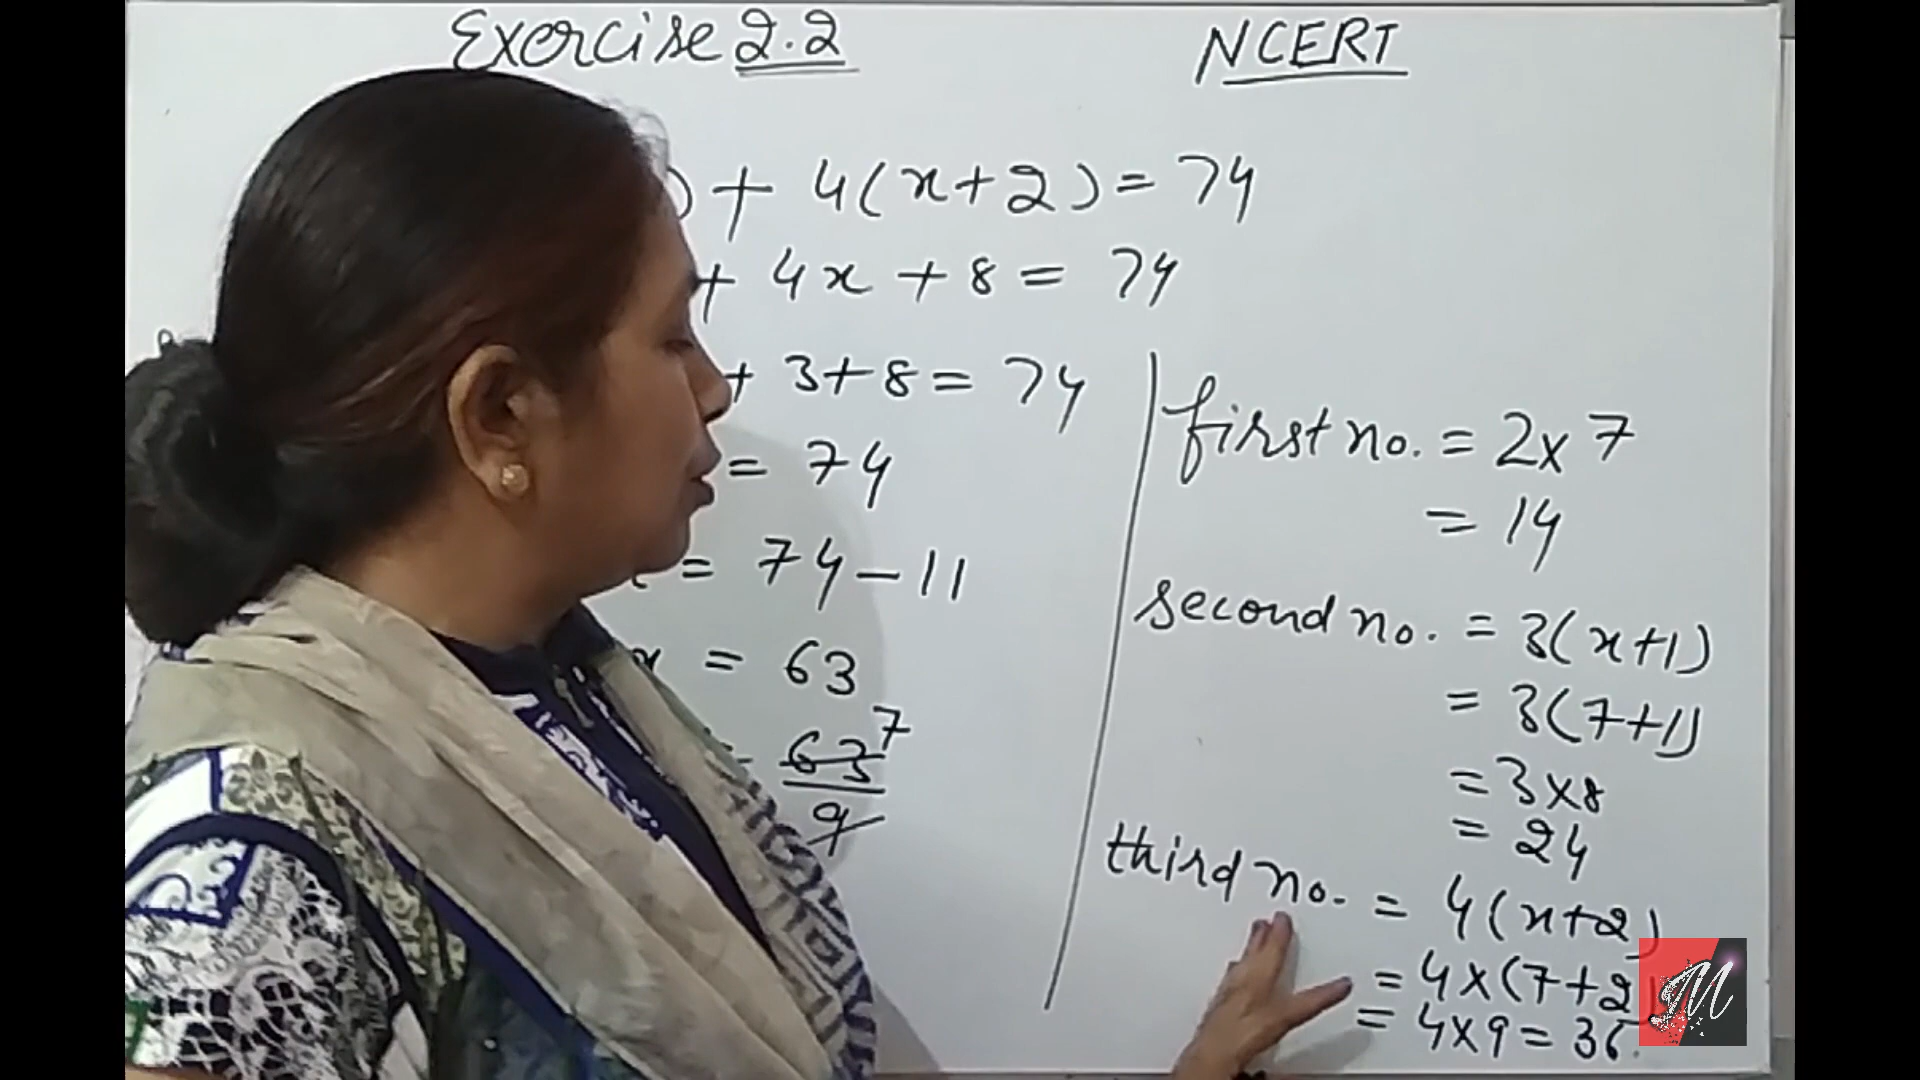 Exercise 2.2
NCERT
) + 4(x+2) = 74
+ 4x + 8 = 74
+ 3+8 = 74
= 74
= 74 - 11
x = 63
= 63 7
9
first no. = 2x7
= 14
second no. = 3(x+1)
= 3(7+1)
= 3x8
= 24
third no. = 4(x+2)
= 4x(7+2)
= 4x9 = 36.
M